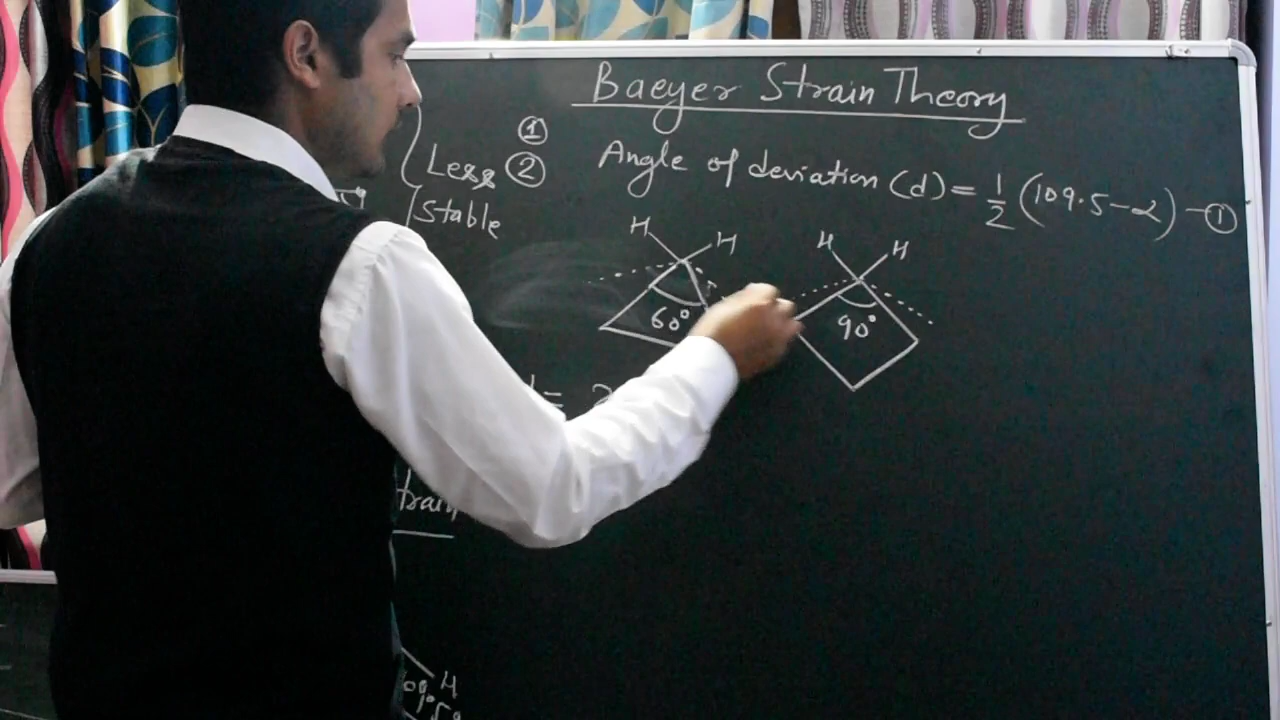 Baeyer Strain Theory
①
Less ②
Stable
Angle of deviation (d) = 1/2 (109.5 - α) - ①
H H
60°
H H
90°
H